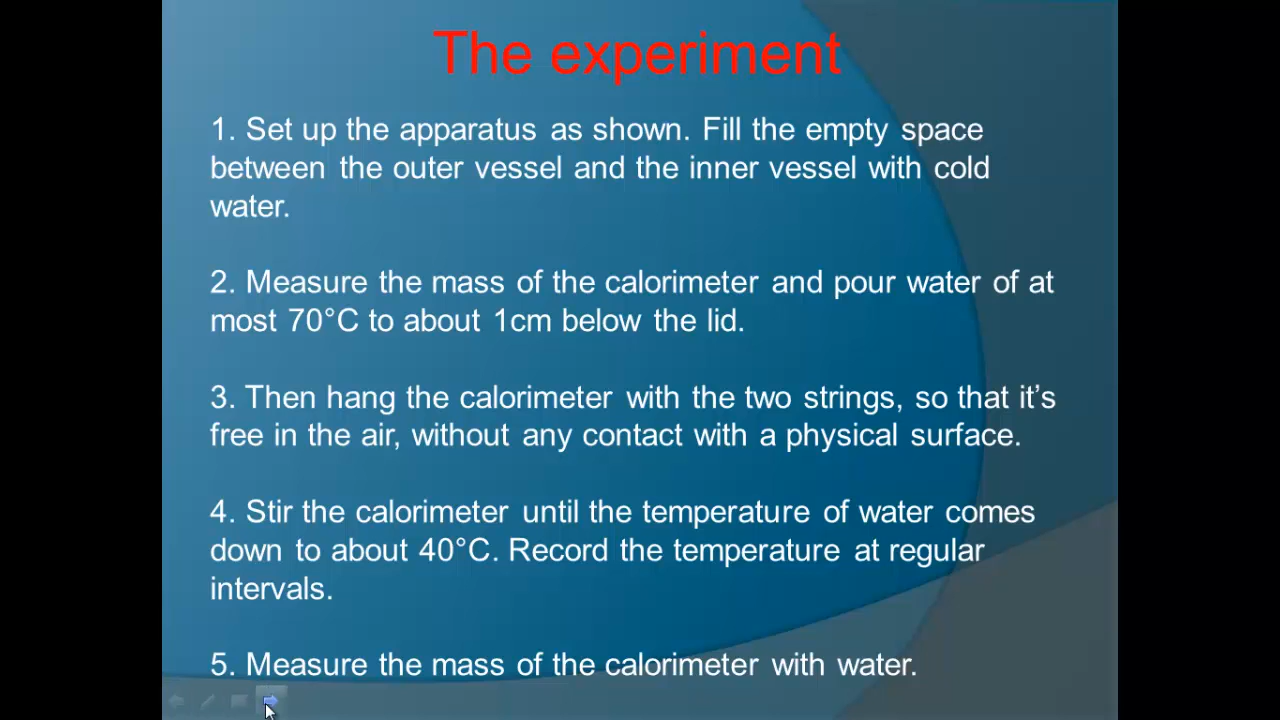 The experiment
1. Set up the apparatus as shown. Fill the empty space
between the outer vessel and the inner vessel with cold
water.
2. Measure the mass of the calorimeter and pour water of at
most 70°C to about 1cm below the lid.
3. Then hang the calorimeter with the two strings, so that it’s
free in the air, without any contact with a physical surface.
4. Stir the calorimeter until the temperature of water comes
down to about 40°C. Record the temperature at regular
intervals.
5. Measure the mass of the calorimeter with water.